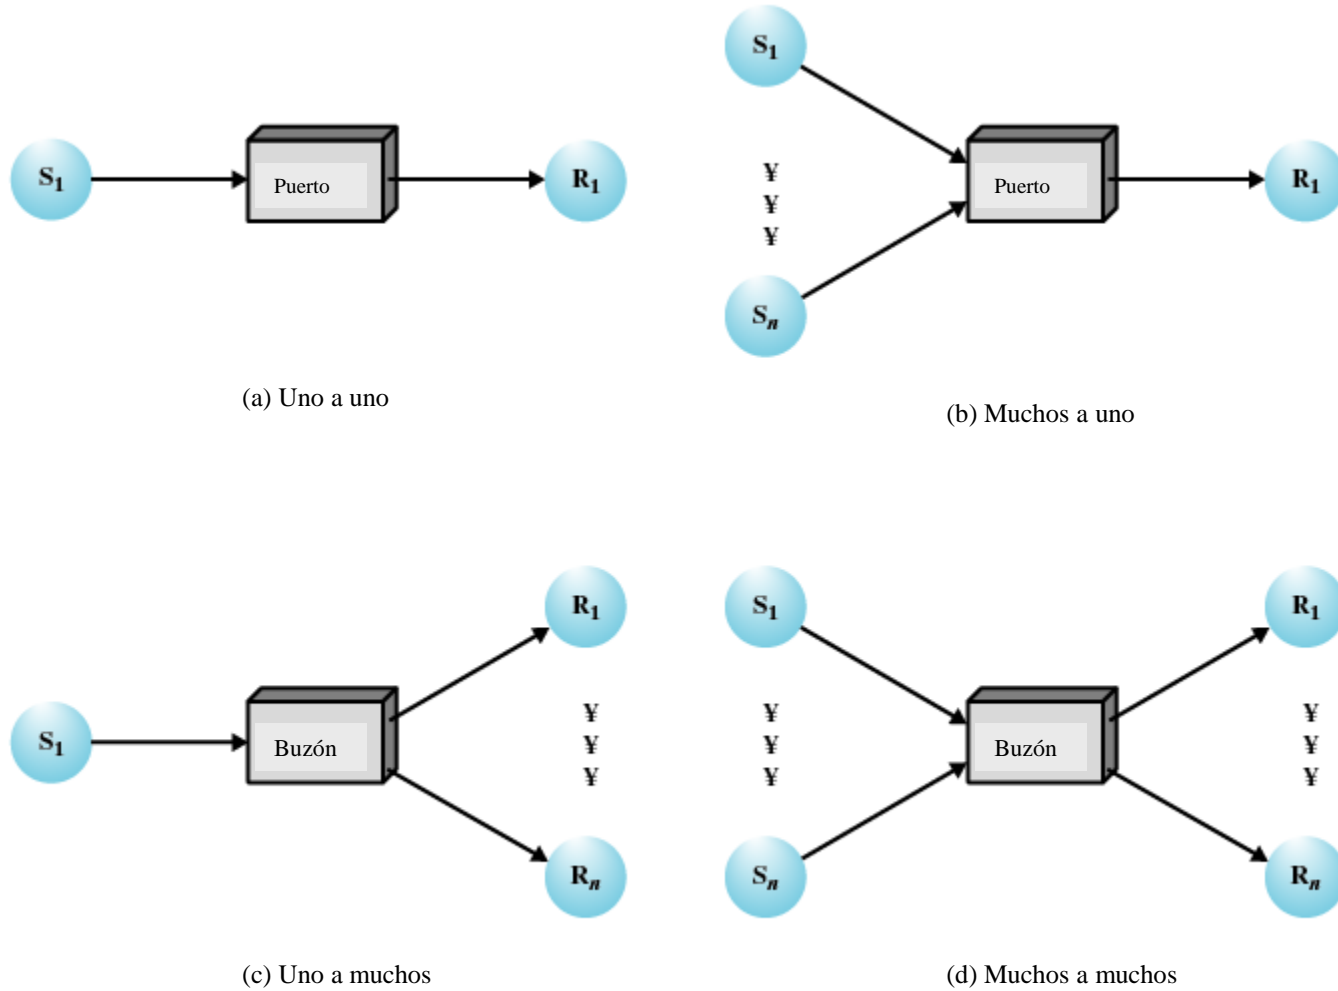 S1
Puerto
R1
(a) Uno a uno
S1
¥
¥
¥
Sn
Puerto
R1
(b) Muchos a uno
S1
Buzón
R1
¥
¥
¥
Rn
(c) Uno a muchos
S1
¥
¥
¥
Sn
Buzón
R1
¥
¥
¥
Rn
(d) Muchos a muchos